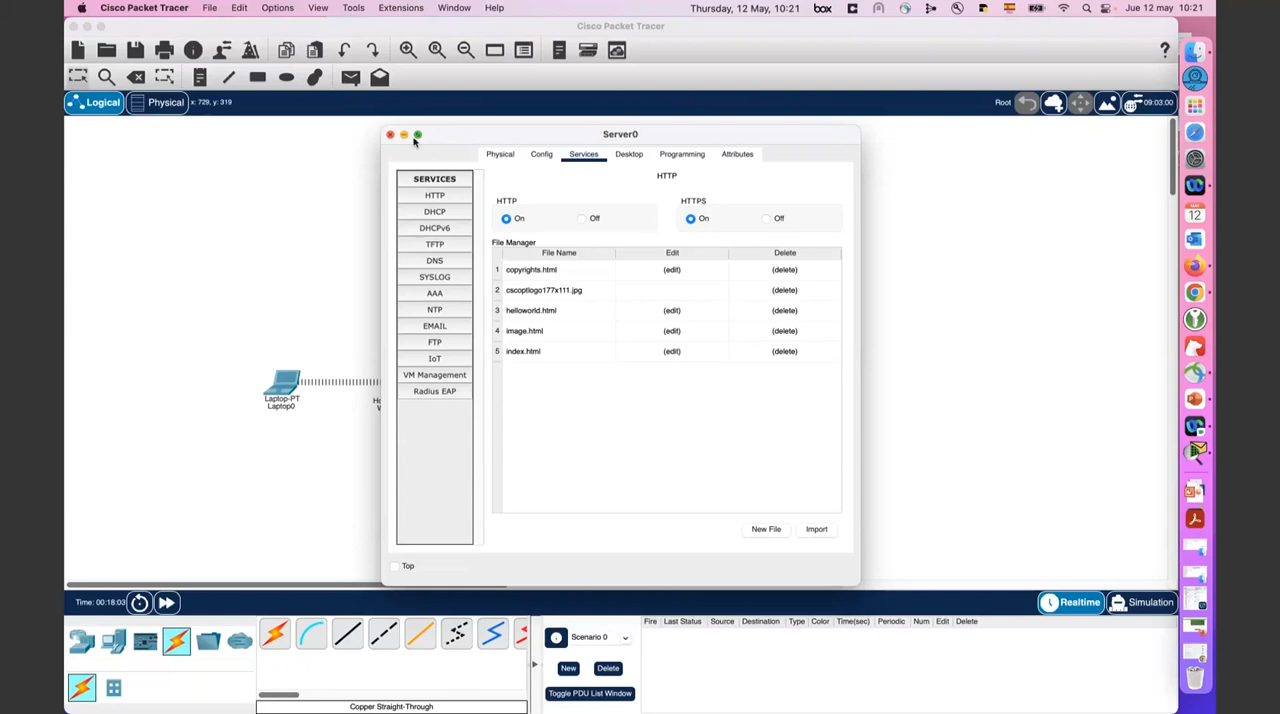 Cisco Packet Tracer File Edit Options View Tools Extensions Window Help Thursday, 12 May, 10:21 box Jue 12 may 10:21
Cisco Packet Tracer
Logical Physical x: 729, y: 319 Root 09:03:00
Server0
Physical Config Services Desktop Programming Attributes
SERVICES
HTTP
DHCP
DHCPv6
TFTP
DNS
SYSLOG
AAA
NTP
EMAIL
FTP
IoT
VM Management
Radius EAP
HTTP
HTTP HTTPS
On Off On Off
File Manager
File Name Edit Delete
1 copyrights.html (edit) (delete)
2 cscoptlogo177x111.jpg (delete)
3 helloworld.html (edit) (delete)
4 image.html (edit) (delete)
5 index.html (edit) (delete)
New File Import
Top
Laptop-PT
Laptop0
12
Time: 00:18:03 Realtime Simulation
Scenario 0
New Delete
Toggle PDU List Window
Fire Last Status Source Destination Type Color Time(sec) Periodic Num Edit Delete
Copper Straight-Through